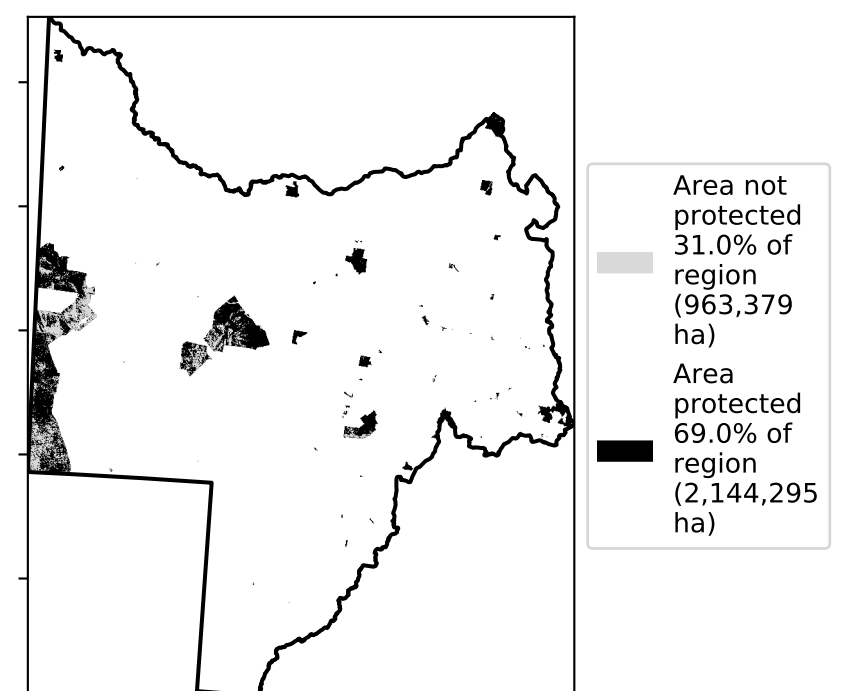 Area not
protected
31.0% of
region
(963,379
ha)
Area
protected
69.0% of
region
(2,144,295
ha)